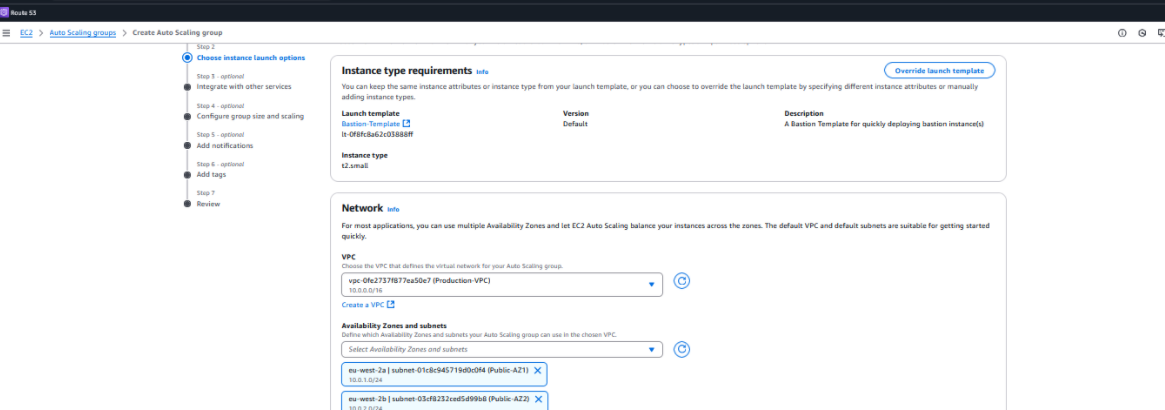 Route 53
EC2 > Auto Scaling groups > Create Auto Scaling group
Step 2
Choose instance launch options
Step 3 - optional
Integrate with other services
Step 4 - optional
Configure group size and scaling
Step 5 - optional
Add notifications
Step 6 - optional
Add tags
Step 7
Review
Instance type requirements Info
Override launch template
You can keep the same instance attributes or instance type from your launch template, or you can choose to override the launch template by specifying different instance attributes or manually
adding instance types.
Launch template
Bastion-Template
lt-0f8fc8a62c03888ff
Version
Default
Description
A Bastion Template for quickly deploying bastion instance(s)
Instance type
t2.small
Network Info
For most applications, you can use multiple Availability Zones and let EC2 Auto Scaling balance your instances across the zones. The default VPC and default subnets are suitable for getting started
quickly.
VPC
Choose the VPC that defines the virtual network for your Auto Scaling group.
vpc-0fe2737f877ea50e7 (Production-VPC)
10.0.0.0/16
Create a VPC
Availability Zones and subnets
Define which Availability Zones and subnets your Auto Scaling group can use in the chosen VPC.
Select Availability Zones and subnets
eu-west-2a | subnet-01c8c945719d0c0f4 (Public-AZ1)
10.0.1.0/24
eu-west-2b | subnet-03cf8232ced5d99b8 (Public-AZ2)
10.0.2.0/24